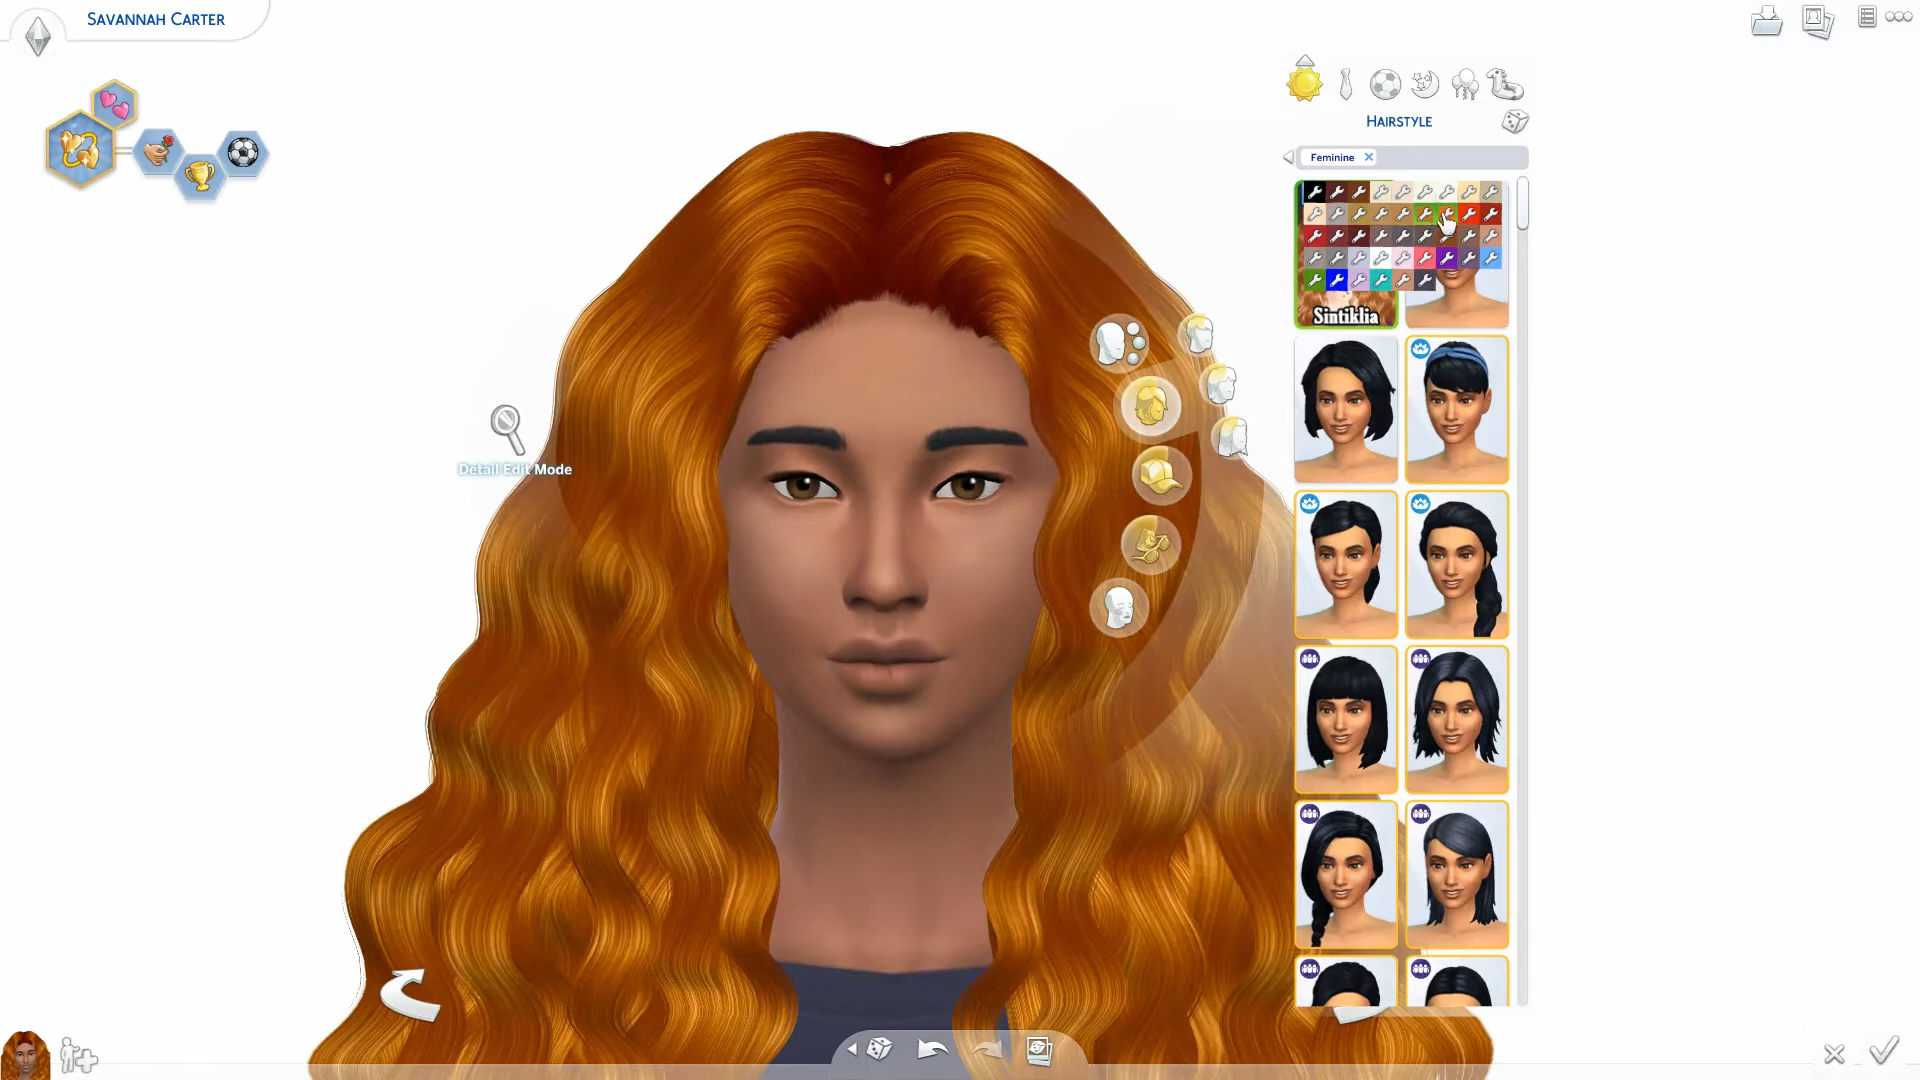 SAVANNAH CARTER
HAIRSTYLE
Feminine
Sintiklia
Detail Edit Mode